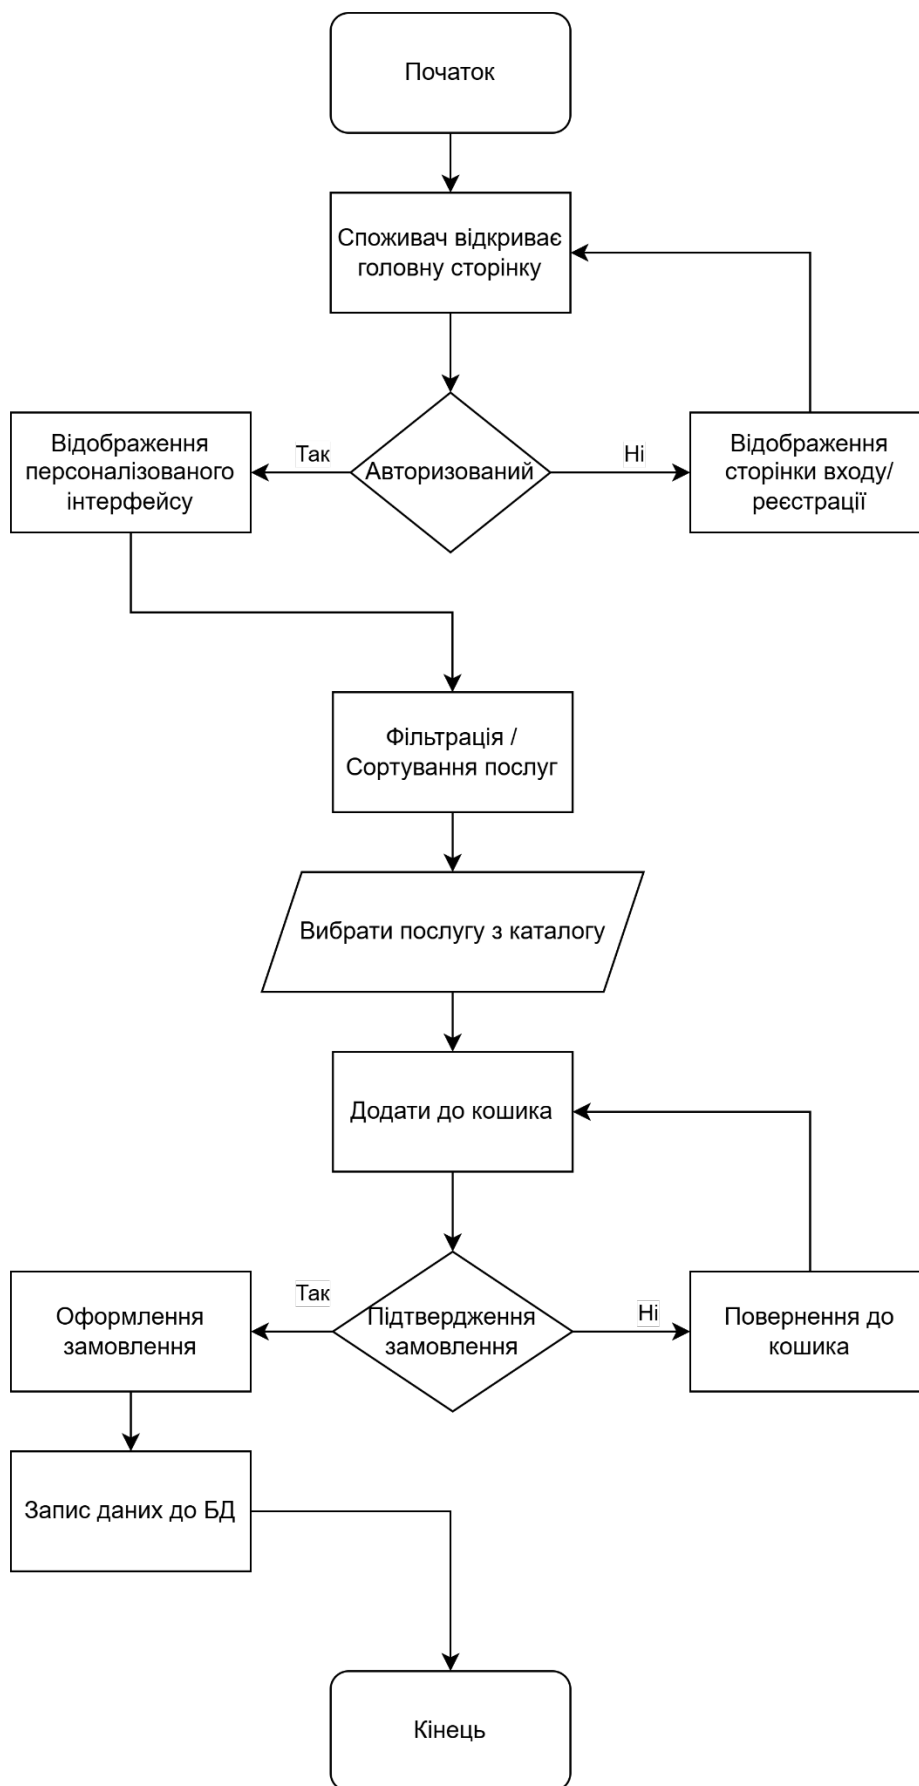 Початок
Споживач відкриває
головну сторінку
Відображення
персоналізованого
інтерфейсу
Так
Авторизований
Ні
Відображення
сторінки входу/
реєстрації
Фільтрація /
Сортування послуг
Вибрати послугу з каталогу
Додати до кошика
Оформлення
замовлення
Так
Підтвердження
замовлення
Ні
Повернення до
кошика
Запис даних до БД
Кінець